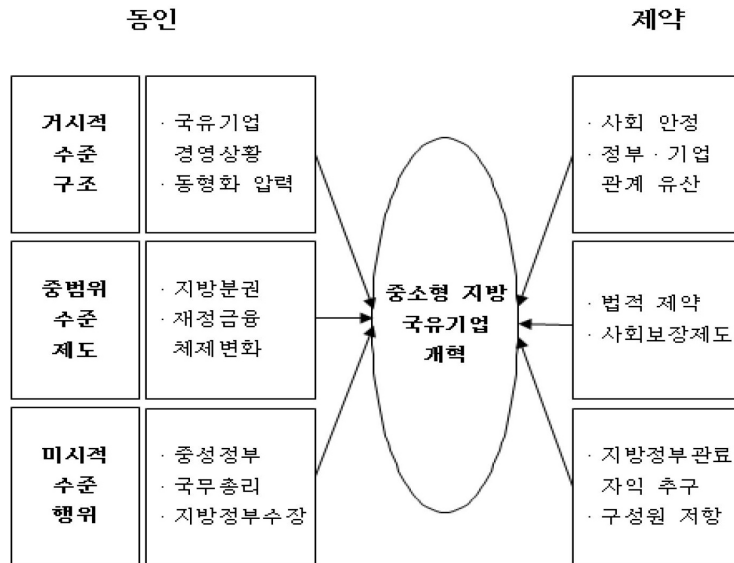 동인
제약
거시적
수준
구조
· 국유기업
경영상황
· 동형화 압력
· 사회 안정
· 정부 · 기업
관계 유산
중범위
수준
제도
· 지방분권
· 재정금융
체제변화
중소형 지방
국유기업
개혁
· 법적 제약
· 사회보장제도
미시적
수준
행위
· 중성정부
· 국무총리
· 지방정부수장
· 지방정부관료
자익 추구
· 구성원 저항